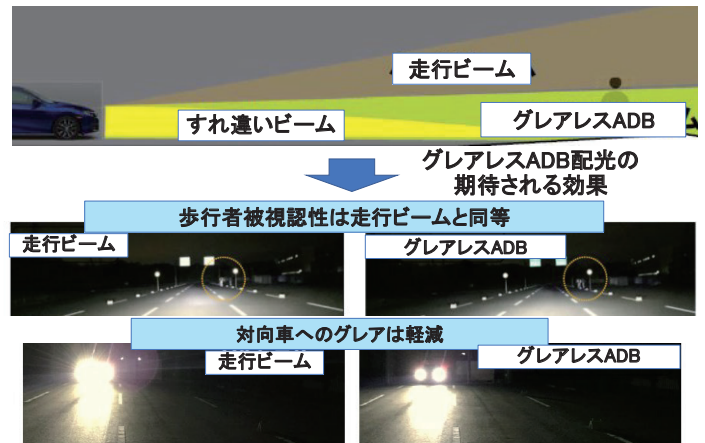 走行ビーム
すれ違いビーム
グレアレスADB
グレアレスADB配光の
期待される効果
歩行者被視認性は走行ビームと同等
走行ビーム
グレアレスADB
対向車へのグレアは軽減
走行ビーム
グレアレスADB